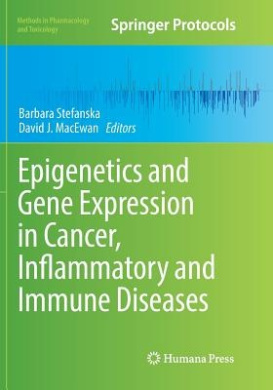 Methods in Pharmacology
and Toxicology
Springer Protocols
Barbara Stefanska
David J. MacEwan Editors
Epigenetics and
Gene Expression
in Cancer,
Inflammatory and
Immune Diseases
Humana Press